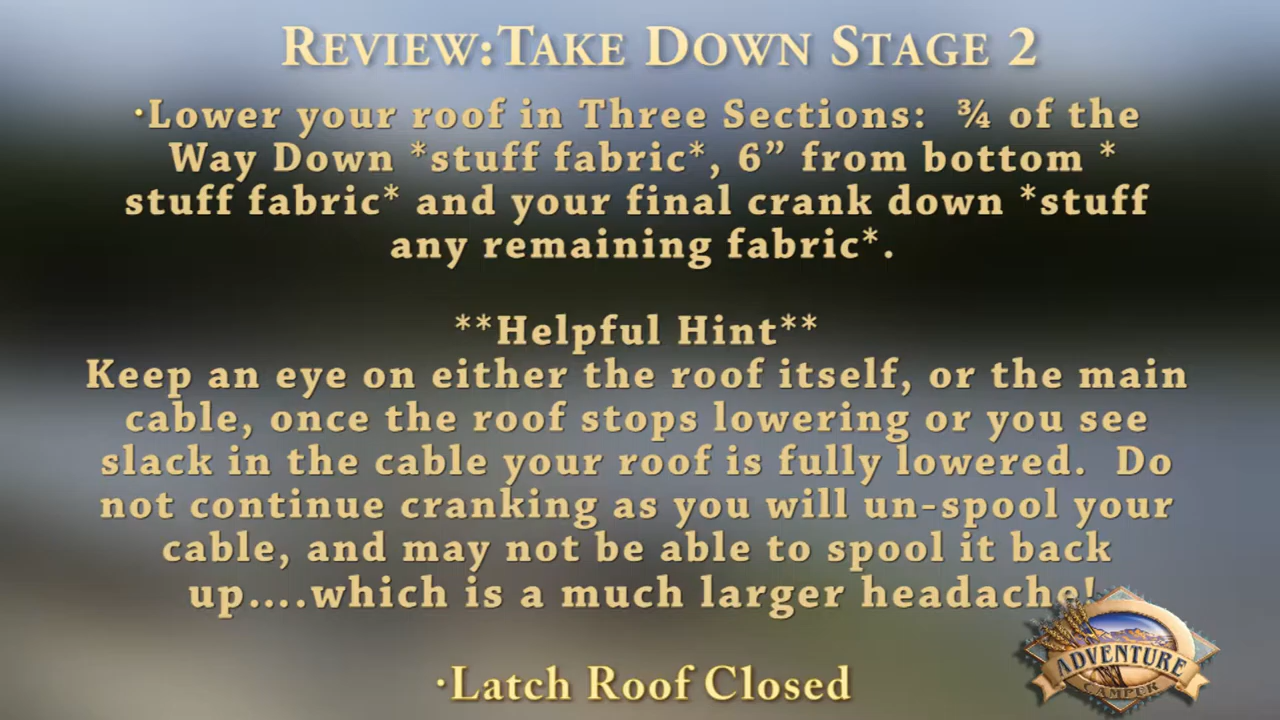 Review:Take Down Stage 2
·Lower your roof in Three Sections: ¾ of the
Way Down *stuff fabric*, 6” from bottom *
stuff fabric* and your final crank down *stuff
any remaining fabric*.
**Helpful Hint**
Keep an eye on either the roof itself, or the main
cable, once the roof stops lowering or you see
slack in the cable your roof is fully lowered. Do
not continue cranking as you will un-spool your
cable, and may not be able to spool it back
up....which is a much larger headache!
·Latch Roof Closed
ADVENTURE
CAMPER